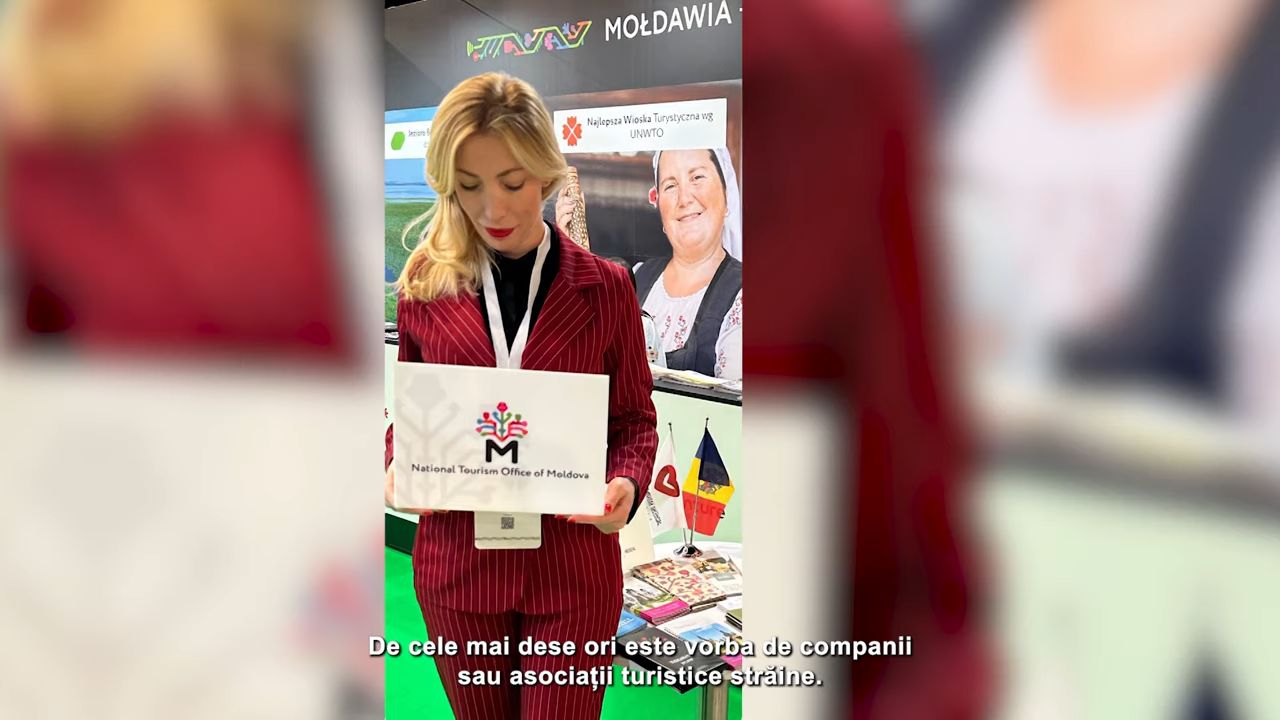 MOŁDAWIA
Najlepsza Wioska Turystyczna wg
UNWTO
M
National Tourism Office of Moldova
De cele mai dese ori este vorba de companii
sau asociații turistice străine.